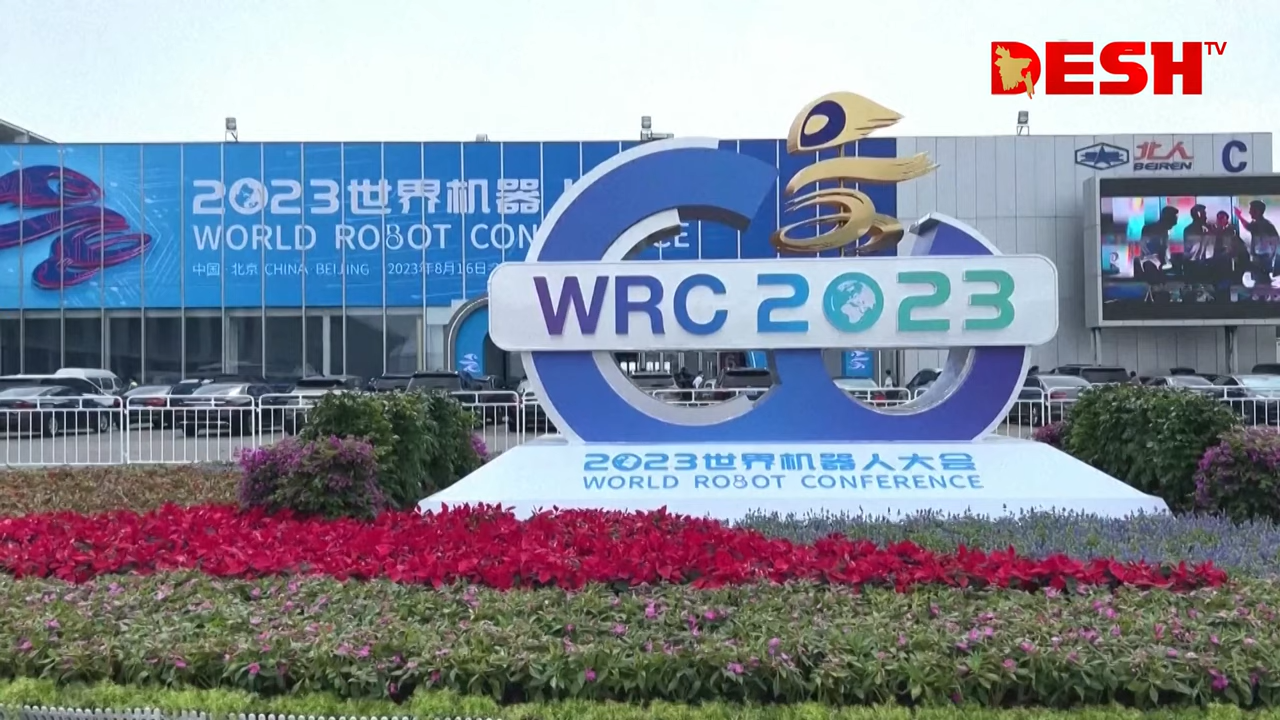 DESH TV
北人
BEIREN
C
2023世界机器
WORLD ROBOT CON
CE
中国·北京 CHINA BEIJING 2023年8月16日
WRC 2023
2023世界机器人大会
WORLD ROBOT CONFERENCE